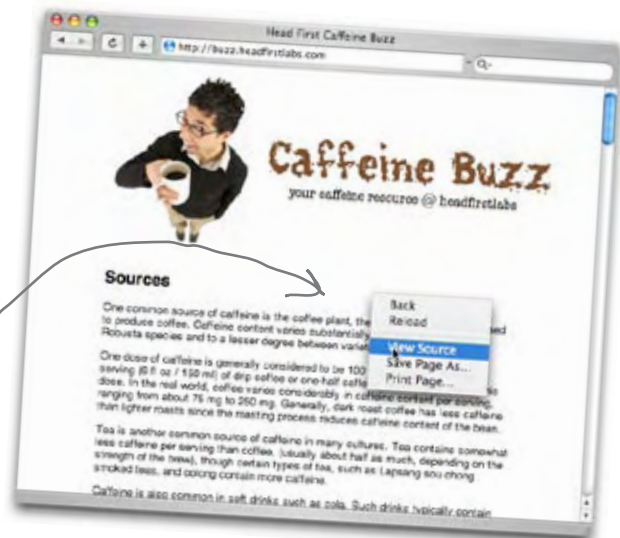 Head First Caffeine Buzz
http://buzz.headfirstlabs.com
Caffeine Buzz
your caffeine resource @ headfirstlabs
Sources
Back
Reload
View Source
Save Page As...
Print Page...
One common source of caffeine is the coffee plant, the
to produce coffee. Caffeine content varies substantially
Robusta species and to a lesser degree between variet
One dose of caffeine is generally considered to be 100
serving (5.0 oz / 150 ml) of drip coffee or one-half caffe
dose. In the real world, coffee varies considerably in caffeine content per serving,
ranging from about 75 mg to 250 mg. Generally, dark roast coffee has less caffeine
than lighter roasts since the roasting process reduces caffeine content of the bean.
Tea is another common source of caffeine in many cultures. Tea contains somewhat
less caffeine per serving than coffee, (usually about half as much, depending on the
strength of the brew), though certain types of tea, such as Lapsang sou chong
smoked teas, and oolong contain more caffeine.
Caffeine is also common in soft drinks such as cola. Such drinks typically contain